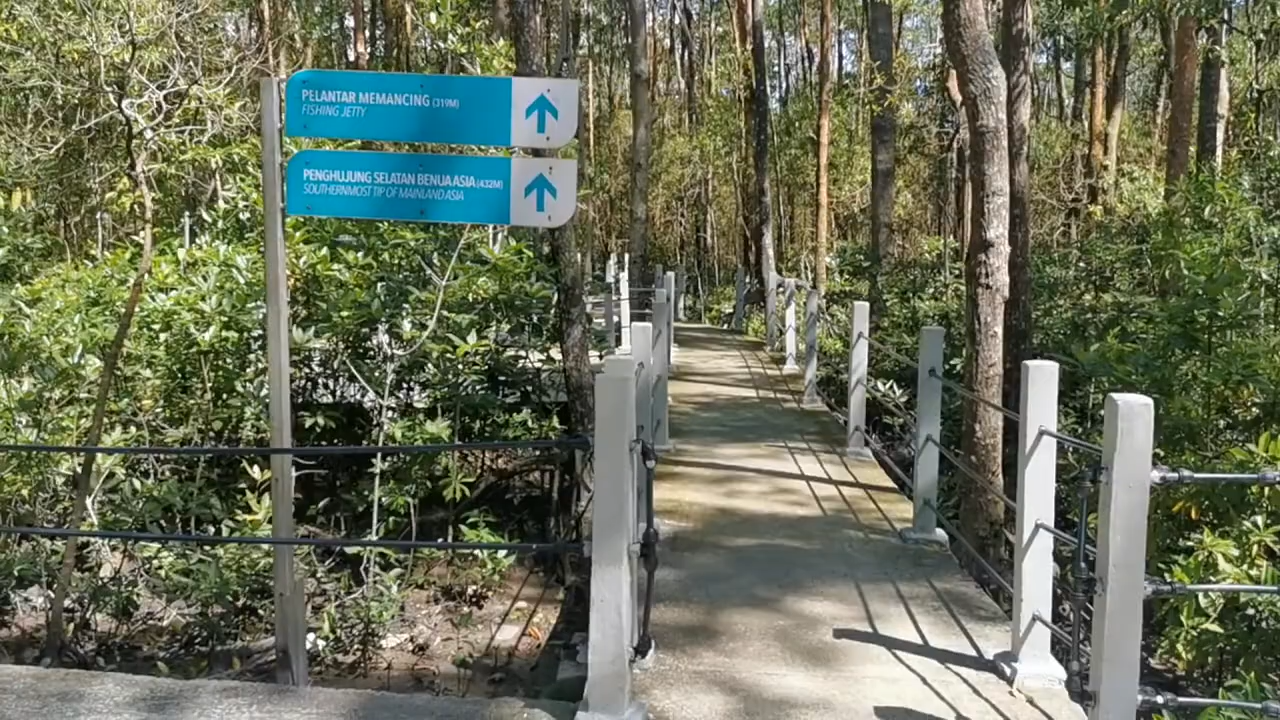 PELANTAR MEMANCING (319M)
FISHING JETTY
PENGHUJUNG SELATAN BENUA ASIA (432M)
SOUTHERNMOST TIP OF MAINLAND ASIA